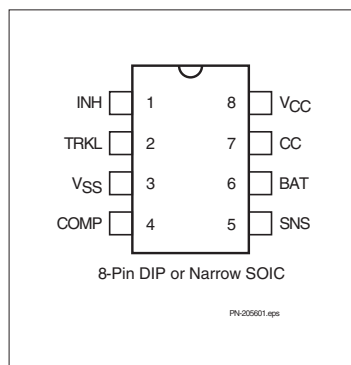 INH 1 8 VCC
TRKL 2 7 CC
VSS 3 6 BAT
COMP 4 5 SNS
8-Pin DIP or Narrow SOIC
PN-205601.eps